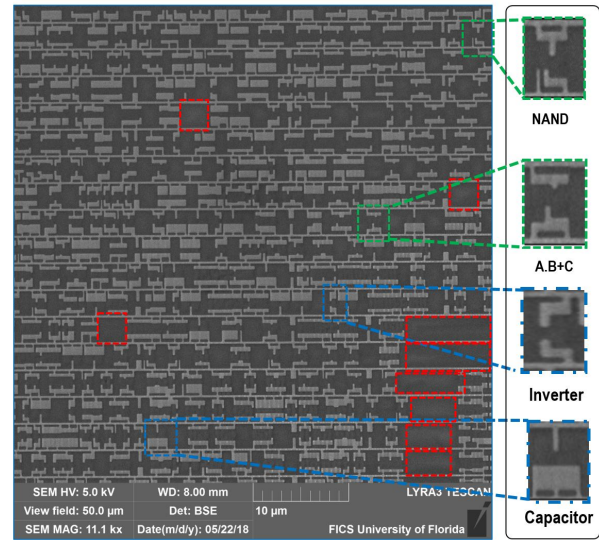 NAND
A.B+C
Inverter
Capacitor
SEM HV: 5.0 kV WD: 8.00 mm LYRA3 TESCAN
View field: 50.0 µm Det: BSE 10 µm
SEM MAG: 11.1 kx Date(m/d/y): 05/22/18 FICS University of Florida